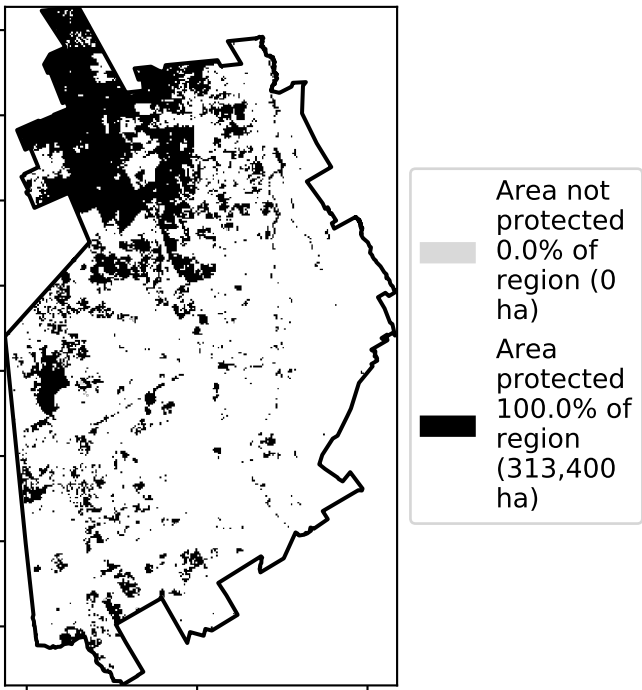 Area not
protected
0.0% of
region (0
ha)
Area
protected
100.0% of
region
(313,400
ha)